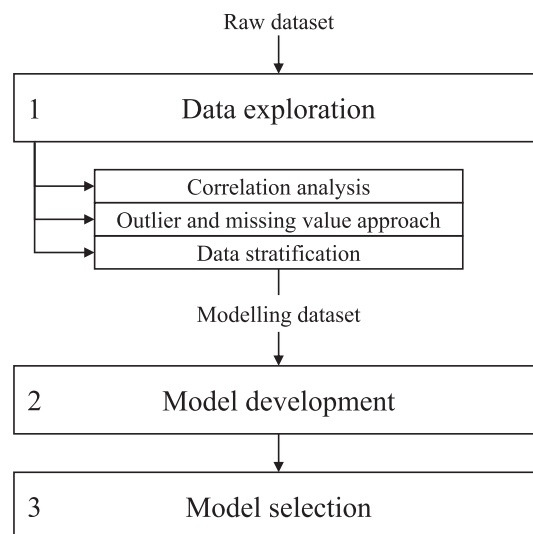 Raw dataset
1 Data exploration
Correlation analysis
Outlier and missing value approach
Data stratification
Modelling dataset
2 Model development
3 Model selection